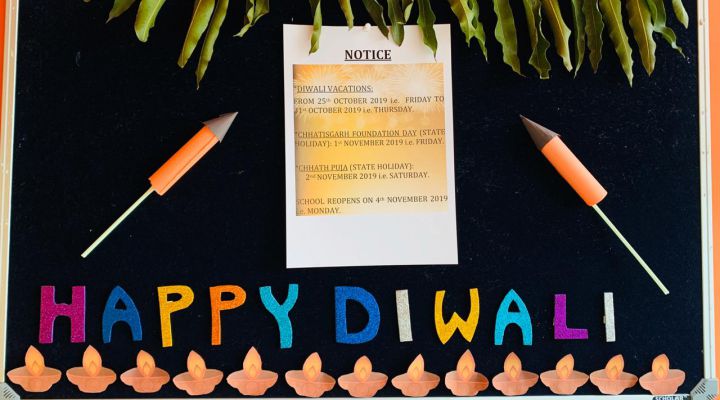 NOTICE
*DIWALI VACATIONS:
FROM 25th OCTOBER 2019 i.e. FRIDAY TO
31st OCTOBER 2019 i.e. THURSDAY.
*CHHATISGARH FOUNDATION DAY (STATE
HOLIDAY): 1st NOVEMBER 2019 i.e. FRIDAY.
*CHHATH PUJA (STATE HOLIDAY):
2nd NOVEMBER 2019 i.e. SATURDAY.
SCHOOL REOPENS ON 4th NOVEMBER 2019
i.e. MONDAY.
HAPPY DIWALI
SCHOLAR